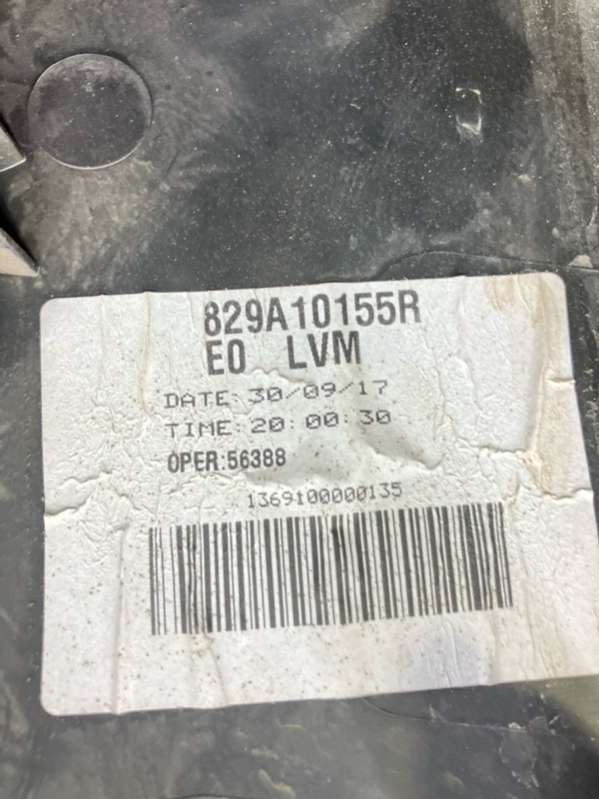 829A10155R
E0 LVM
DATE: 30/09/17
TIME: 20:00:30
OPER:56388
1369100000135